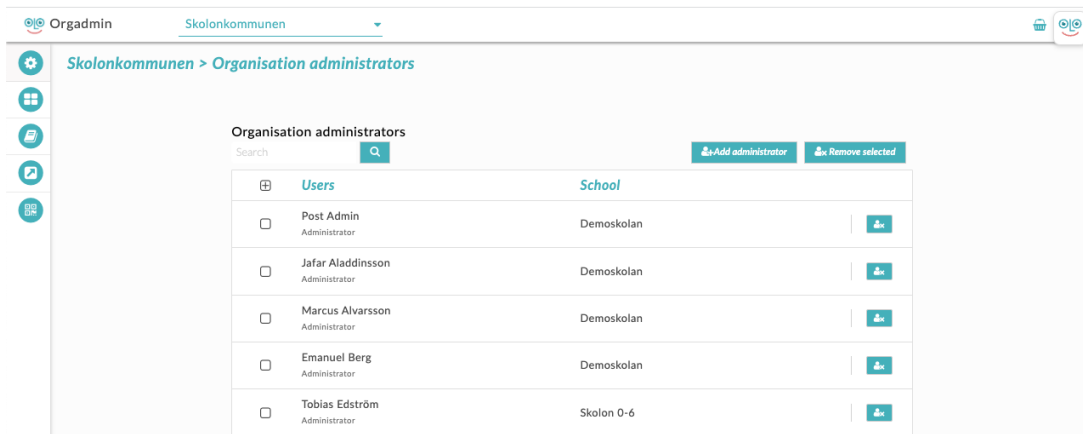 Orgadmin Skolonkommunen
Skolonkommunen > Organisation administrators
Organisation administrators
Search Add administrator Remove selected
Users School
Post Admin
Administrator
Demoskolan
Jafar Aladdinsson
Administrator
Demoskolan
Marcus Alvarsson
Administrator
Demoskolan
Emanuel Berg
Administrator
Demoskolan
Tobias Edström
Administrator
Skolon 0-6